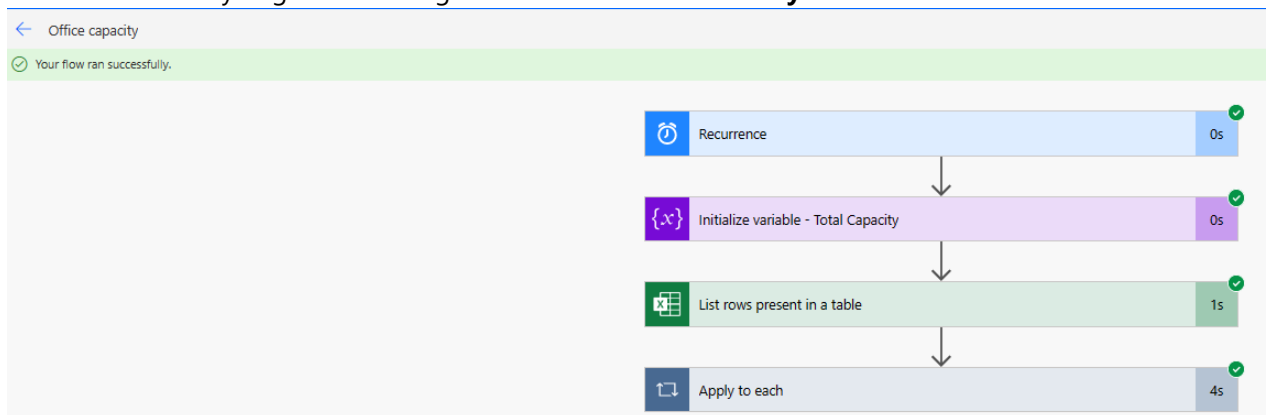 Office capacity
Your flow ran successfully.
Recurrence
0s
{x} Initialize variable - Total Capacity
0s
List rows present in a table
1s
Apply to each
4s